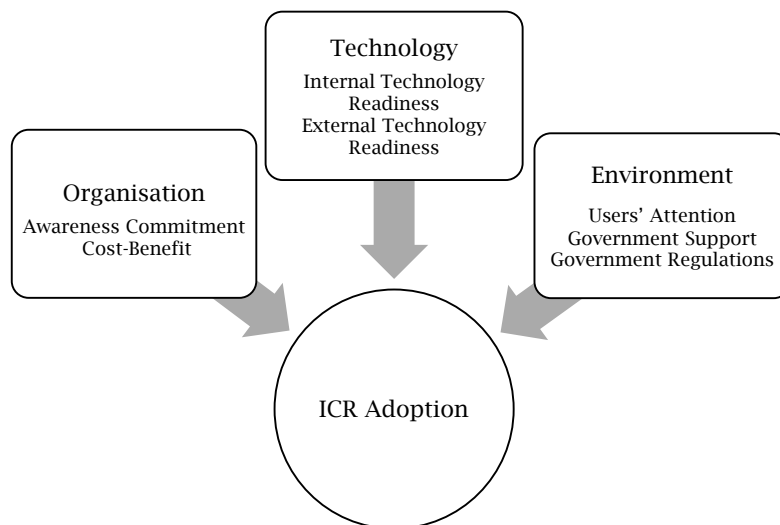 Technology
Internal Technology
Readiness
External Technology
Readiness
Organisation
Awareness Commitment
Cost-Benefit
Environment
Users’ Attention
Government Support
Government Regulations
ICR Adoption